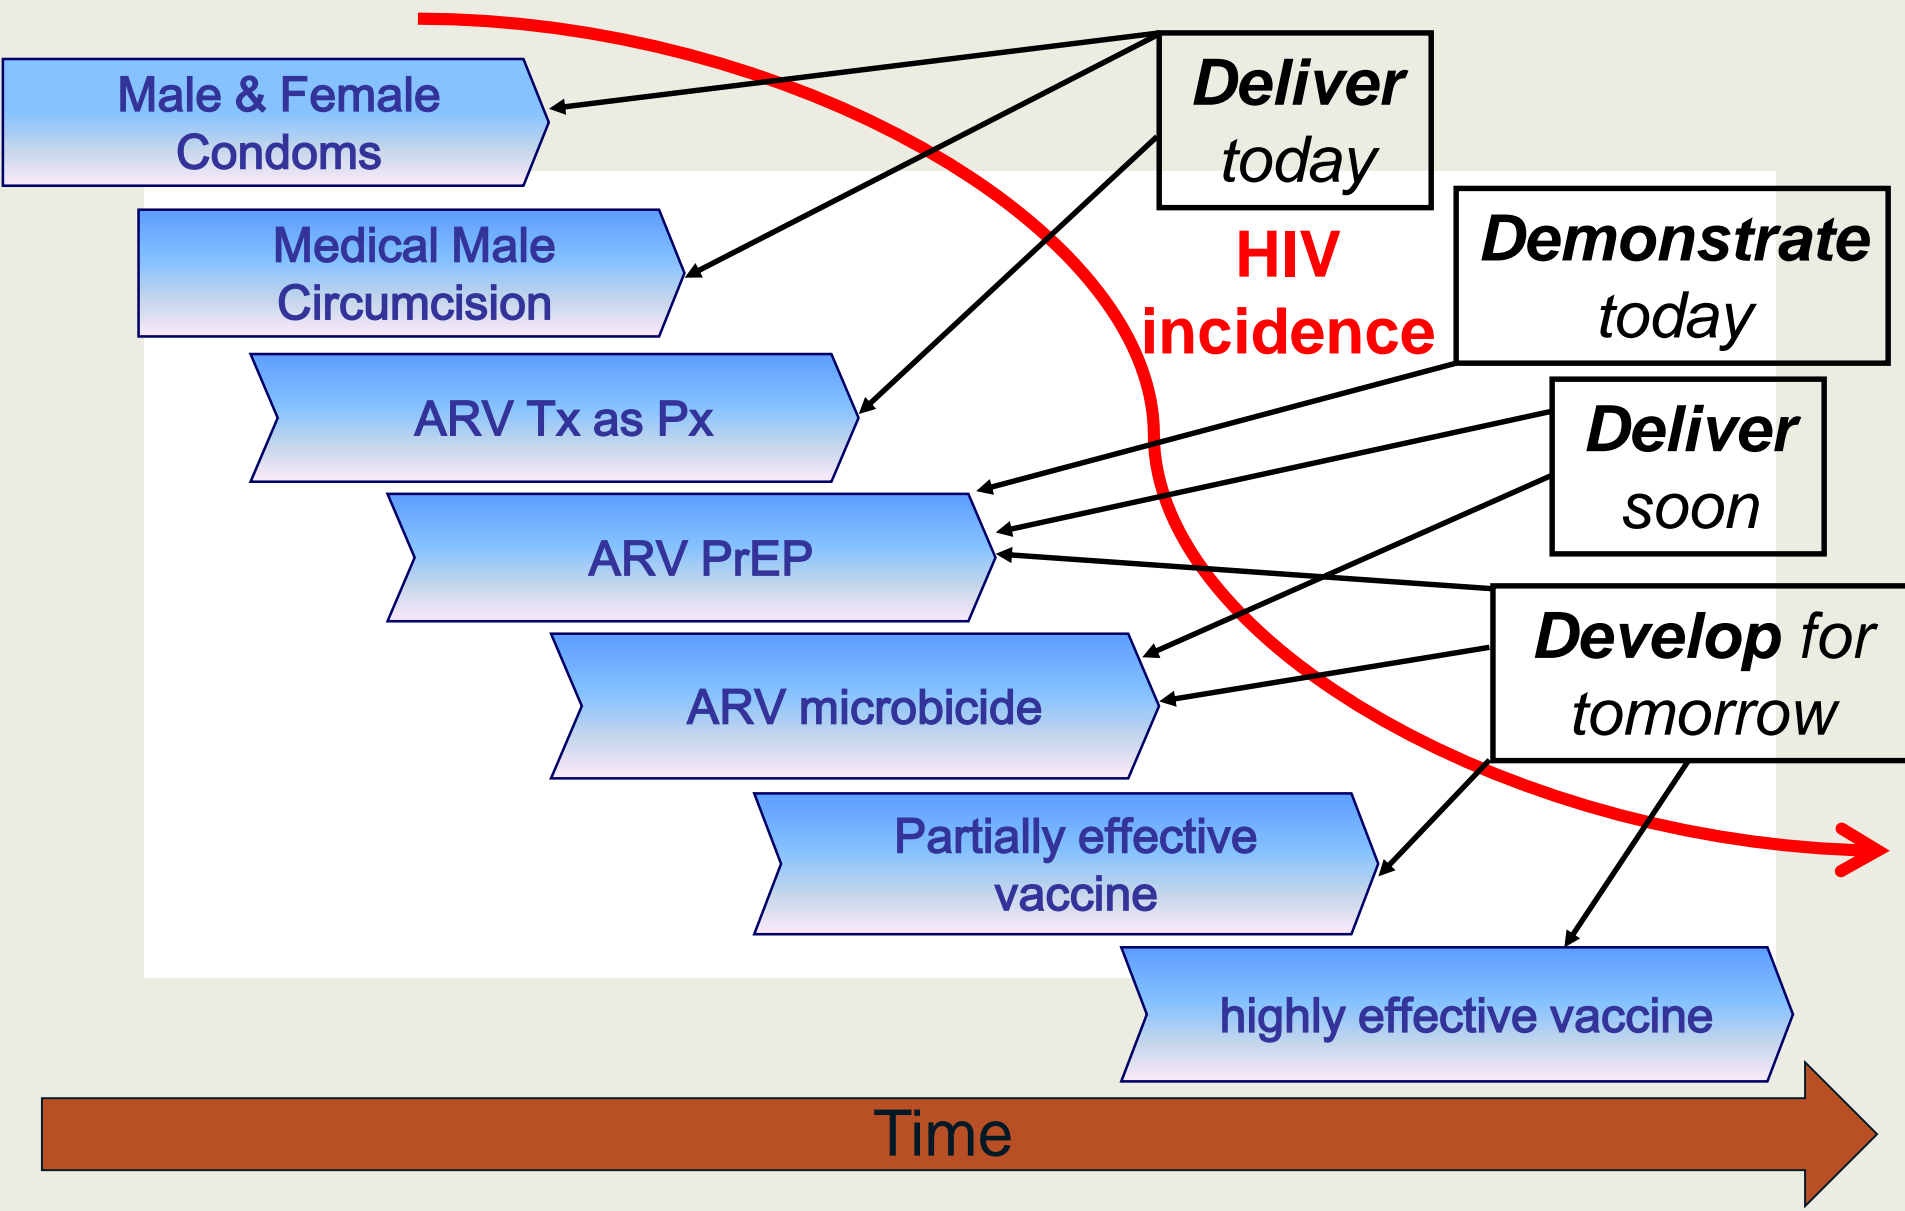 Male & Female
Condoms
Deliver
today
Medical Male
Circumcision
HIV
incidence
Demonstrate
today
ARV Tx as Px
Deliver
soon
ARV PrEP
Develop for
tomorrow
ARV microbicide
Partially effective
vaccine
highly effective vaccine
Time